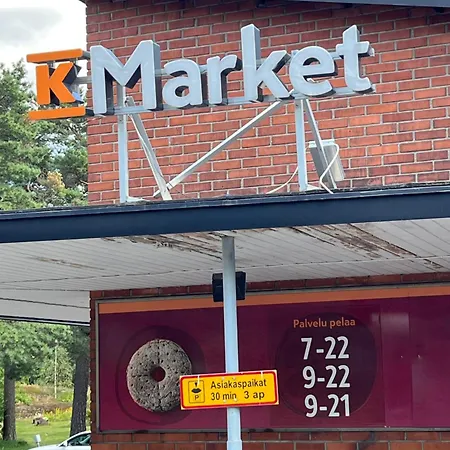 K Market
Palvelu pelaa
7-22
9-22
9-21
P
Asiakaspaikat
30 min 3 ap